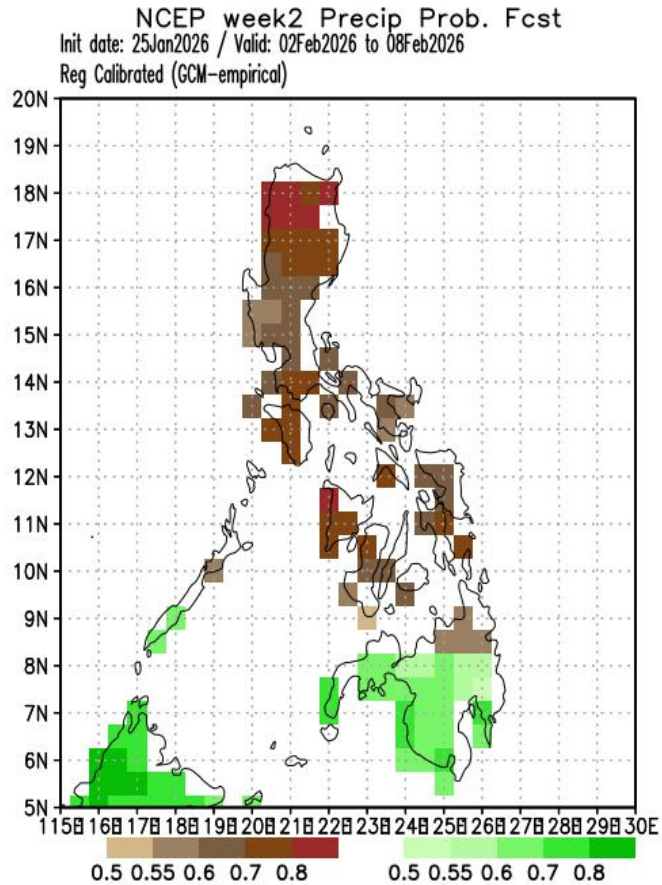 NCEP week2 Precip Prob. Fcst
Init date: 25Jan2026 / Valid: 02Feb2026 to 08Feb2026
Reg Calibrated (GCM-empirical)
20N
19N
18N
17N
16N
15N
14N
13N
12N
11N
10N
9N
8N
7N
6N
5N
115E 116E 117E 118E 119E 120E 121E 122E 123E 124E 125E 126E 127E 128E 129E 130E
0.5 0.55 0.6 0.7 0.8 0.5 0.55 0.6 0.7 0.8